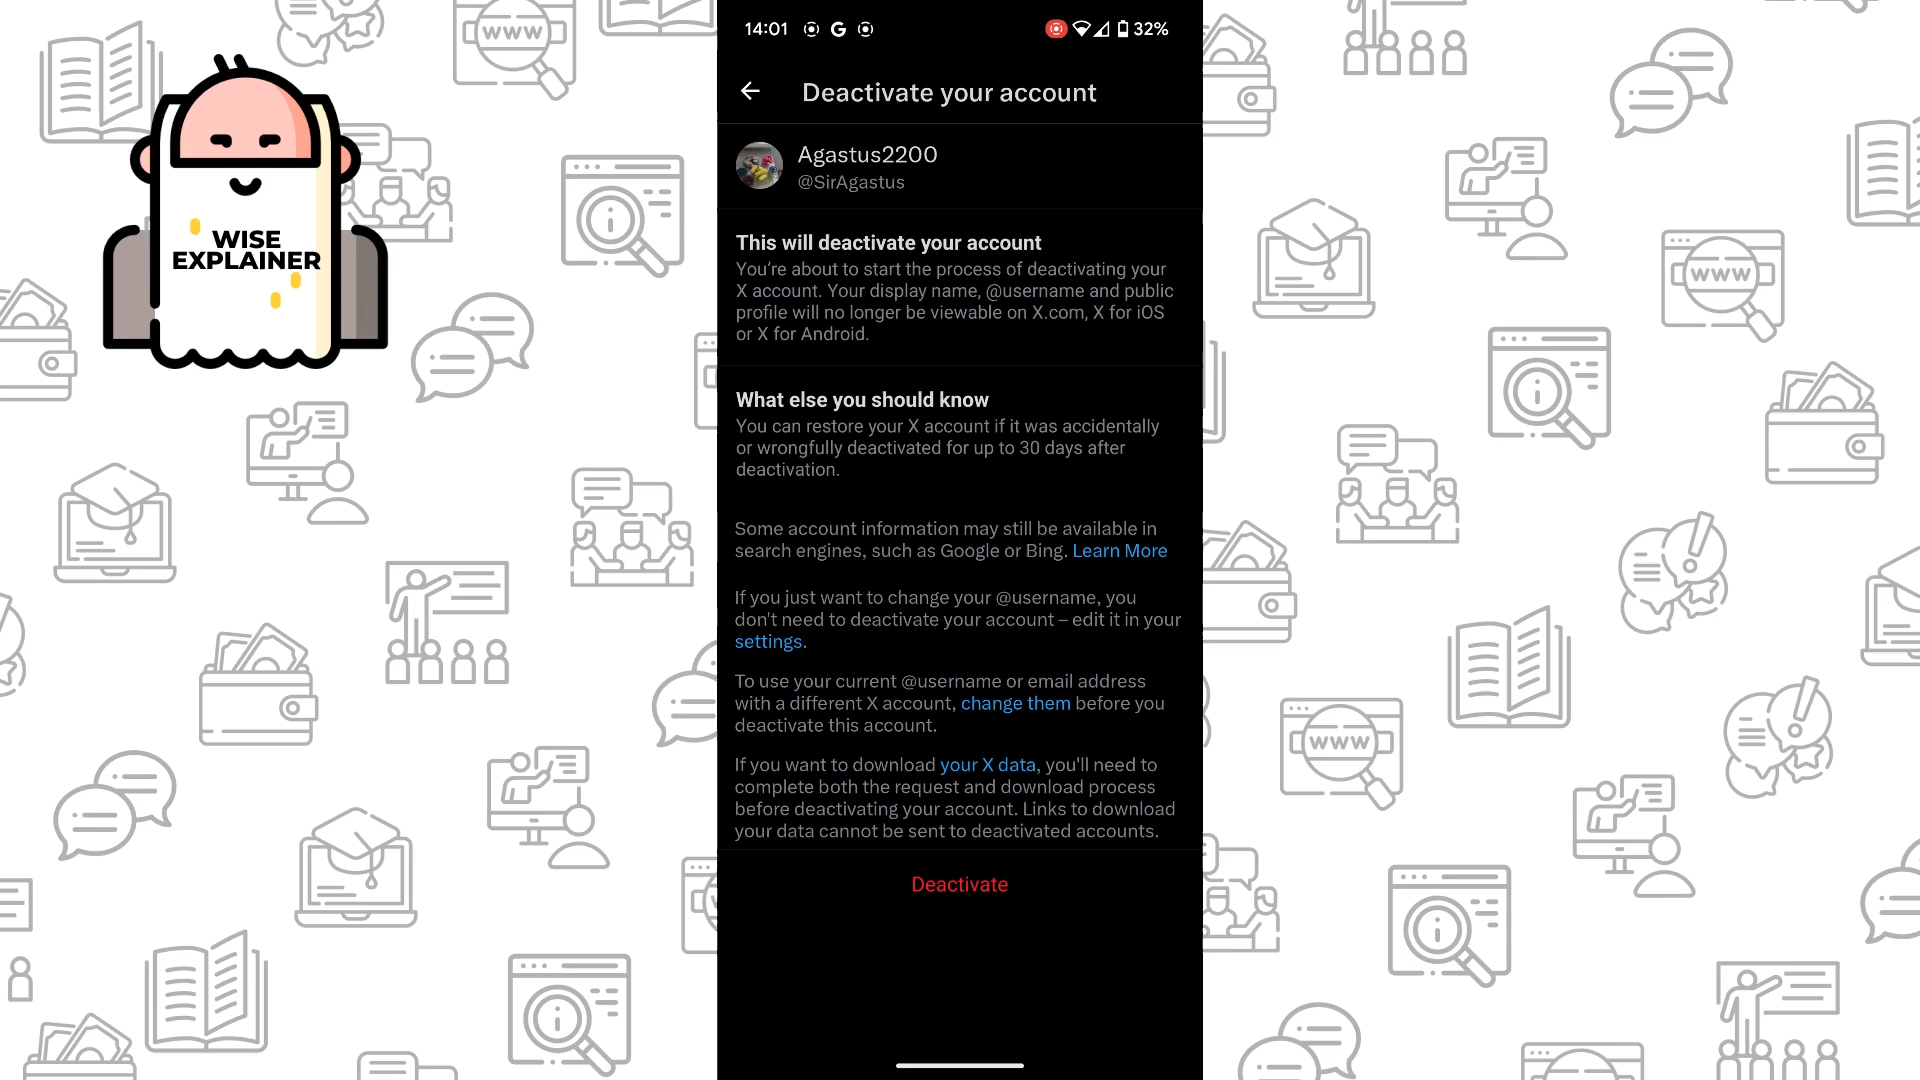 WISE
EXPLAINER
14:01
32%
Deactivate your account
Agastus2200
@SirAgastus
This will deactivate your account
You’re about to start the process of deactivating your
X account. Your display name, @username and public
profile will no longer be viewable on X.com, X for iOS
or X for Android.
What else you should know
You can restore your X account if it was accidentally
or wrongfully deactivated for up to 30 days after
deactivation.
Some account information may still be available in
search engines, such as Google or Bing. Learn More
If you just want to change your @username, you
don't need to deactivate your account – edit it in your
settings.
To use your current @username or email address
with a different X account, change them before you
deactivate this account.
If you want to download your X data, you'll need to
complete both the request and download process
before deactivating your account. Links to download
your data cannot be sent to deactivated accounts.
Deactivate
www
www
www